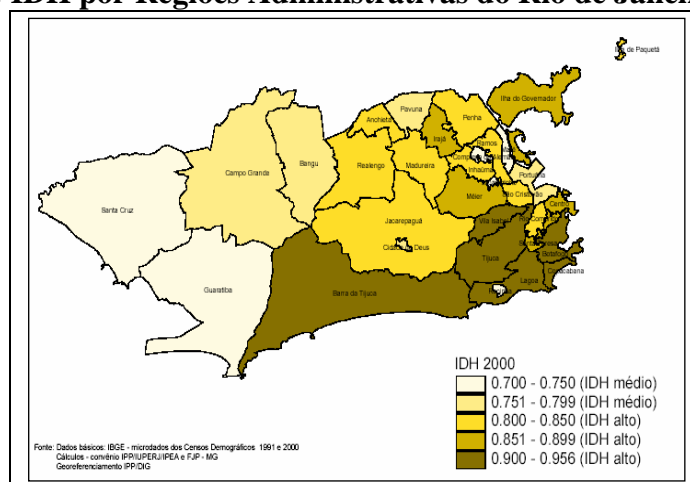 IDH por Regiões Administrativas do Rio de Janei
de Paquetá
Ilha do Governador
Pavuna
Anchieta
Penha
Irajá
Ramos
Realengo
Madureira
Inhaúma
Portuária
Campo Grande
Bangu
Méier
São Cristóvão
Centro
Santa Cruz
Jacarepaguá
Vila Isabel
Cidade de Deus
Tijuca
Botafogo
Copacabana
Lagoa
Guaratiba
Barra da Tijuca
IDH 2000
0.700 - 0.750 (IDH médio)
0.751 - 0.799 (IDH médio)
0.800 - 0.850 (IDH alto)
0.851 - 0.899 (IDH alto)
0.900 - 0.956 (IDH alto)
Fonte: Dados básicos: IBGE - microdados dos Censos Demográficos 1991 e 2000
Cálculos - convênio IPP/IUPERJ/IPEA e FJP - MG
Georeferenciamento IPP/DIG